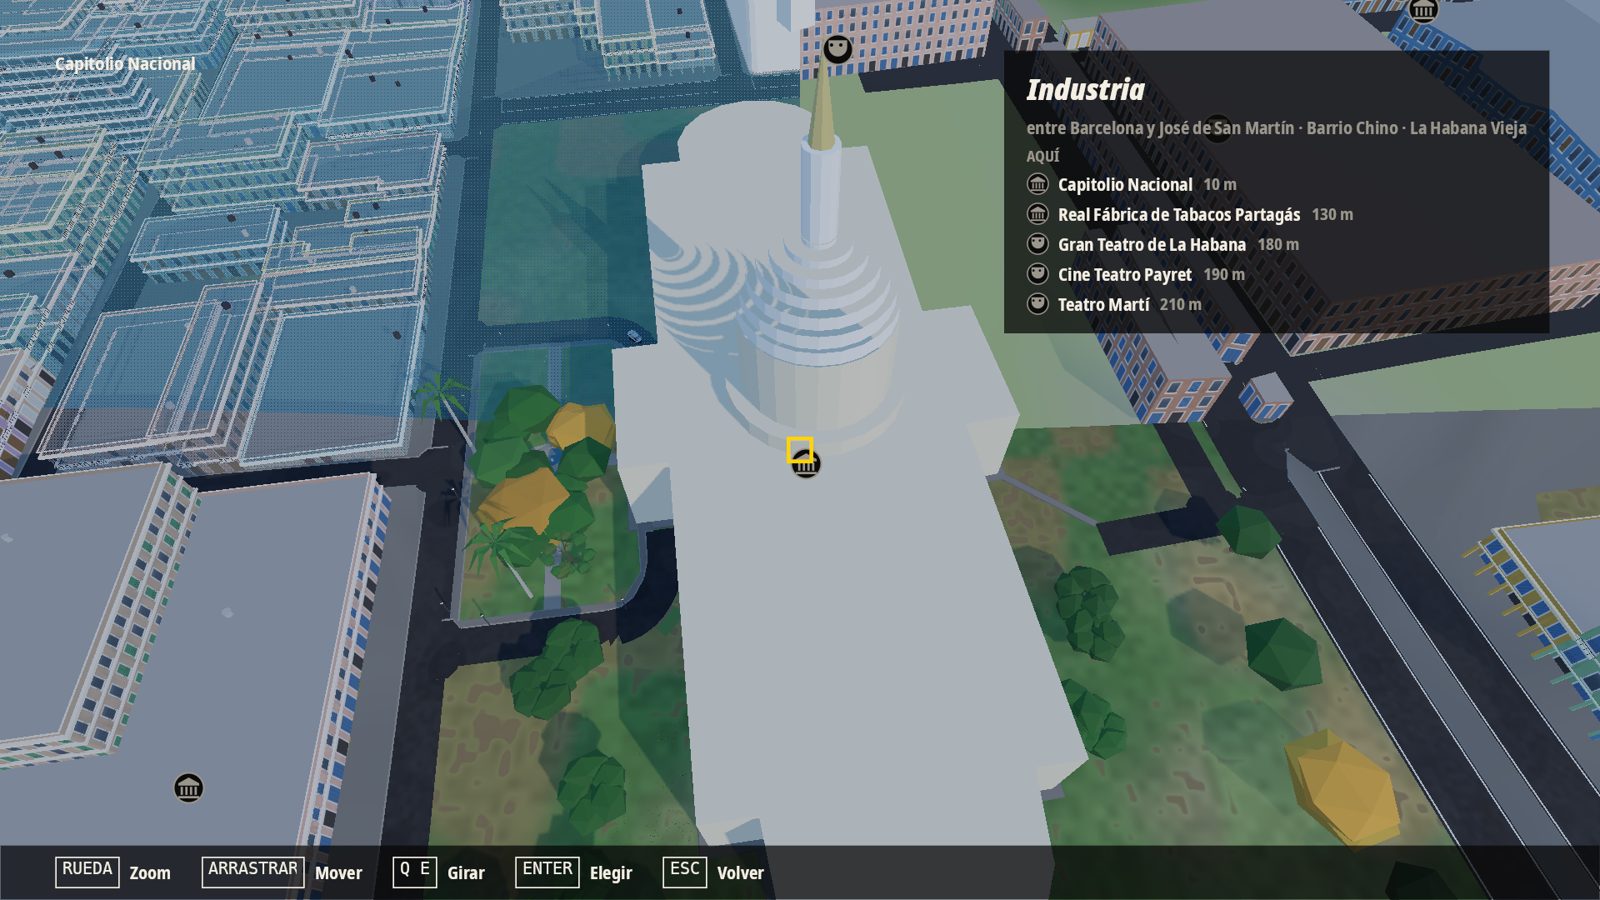 Capitolio Nacional
Industria
entre Barcelona y José de San Martín · Barrio Chino · La Habana Vieja
AQUÍ
Capitolio Nacional 10 m
Real Fábrica de Tabacos Partagás 130 m
Gran Teatro de La Habana 180 m
Cine Teatro Payret 190 m
Teatro Martí 210 m
RUEDA Zoom ARRASTRAR Mover Q E Girar ENTER Elegir ESC Volver